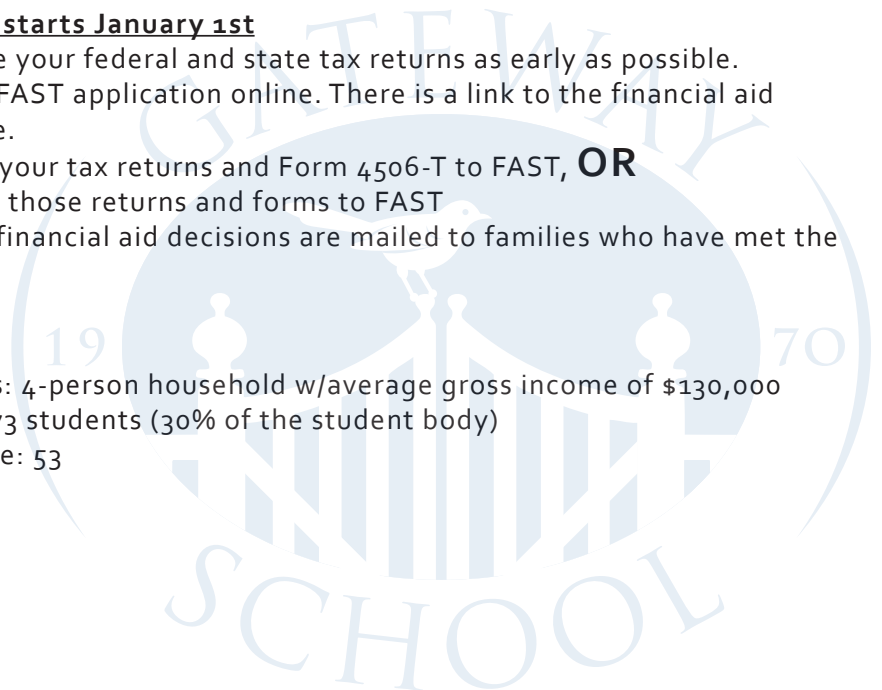 starts January 1st
e your federal and state tax returns as early as possible.
FAST application online. There is a link to the financial aid
e.
your tax returns and Form 4506-T to FAST, OR
those returns and forms to FAST
financial aid decisions are mailed to families who have met the
s: 4-person household w/average gross income of $130,000
73 students (30% of the student body)
e: 53
GATEWAY
19 70
SCHOOL